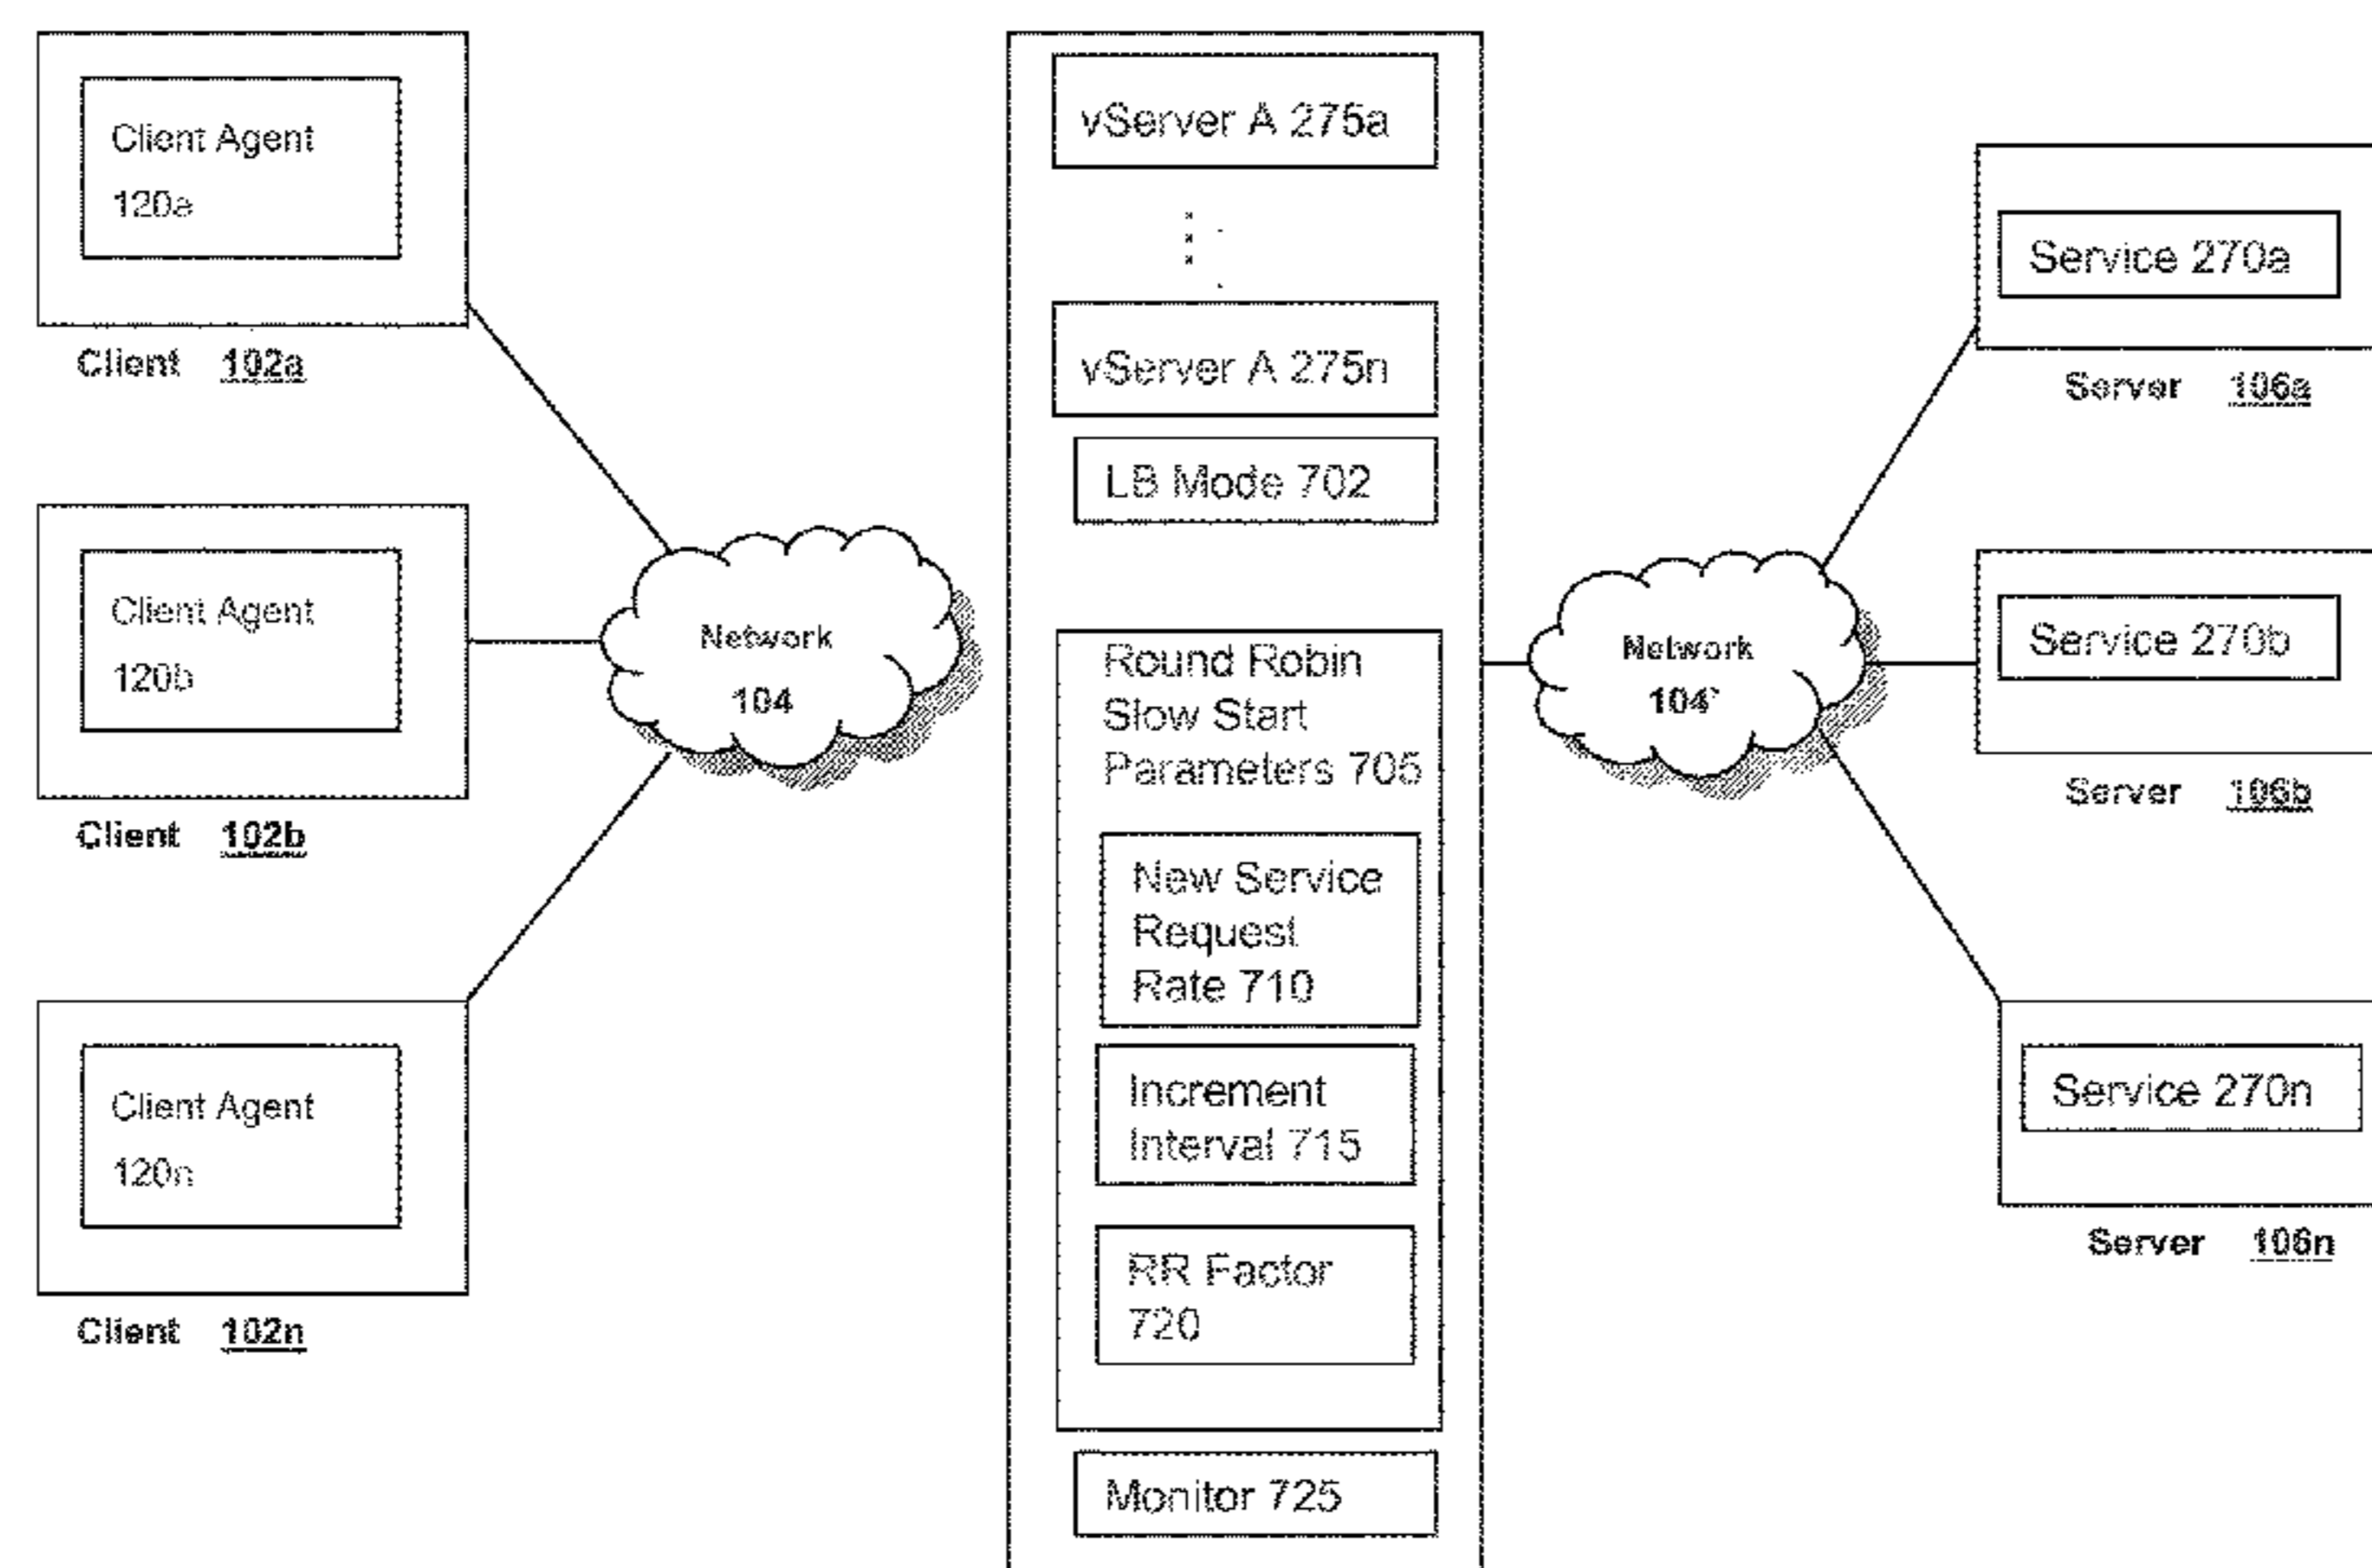 Client Agent
120a
Client 102a
Client Agent
120b
Client 102b
Client Agent
120n
Client 102n
Network
104
vServer A 275a
vServer A 275n
LB Mode 702
Round Robin
Slow Start
Parameters 705
New Service
Request
Rate 710
Increment
Interval 715
RR Factor
720
Monitor 725
Network
104'
Service 270a
Server 106a
Service 270b
Server 106b
Service 270n
Server 106n